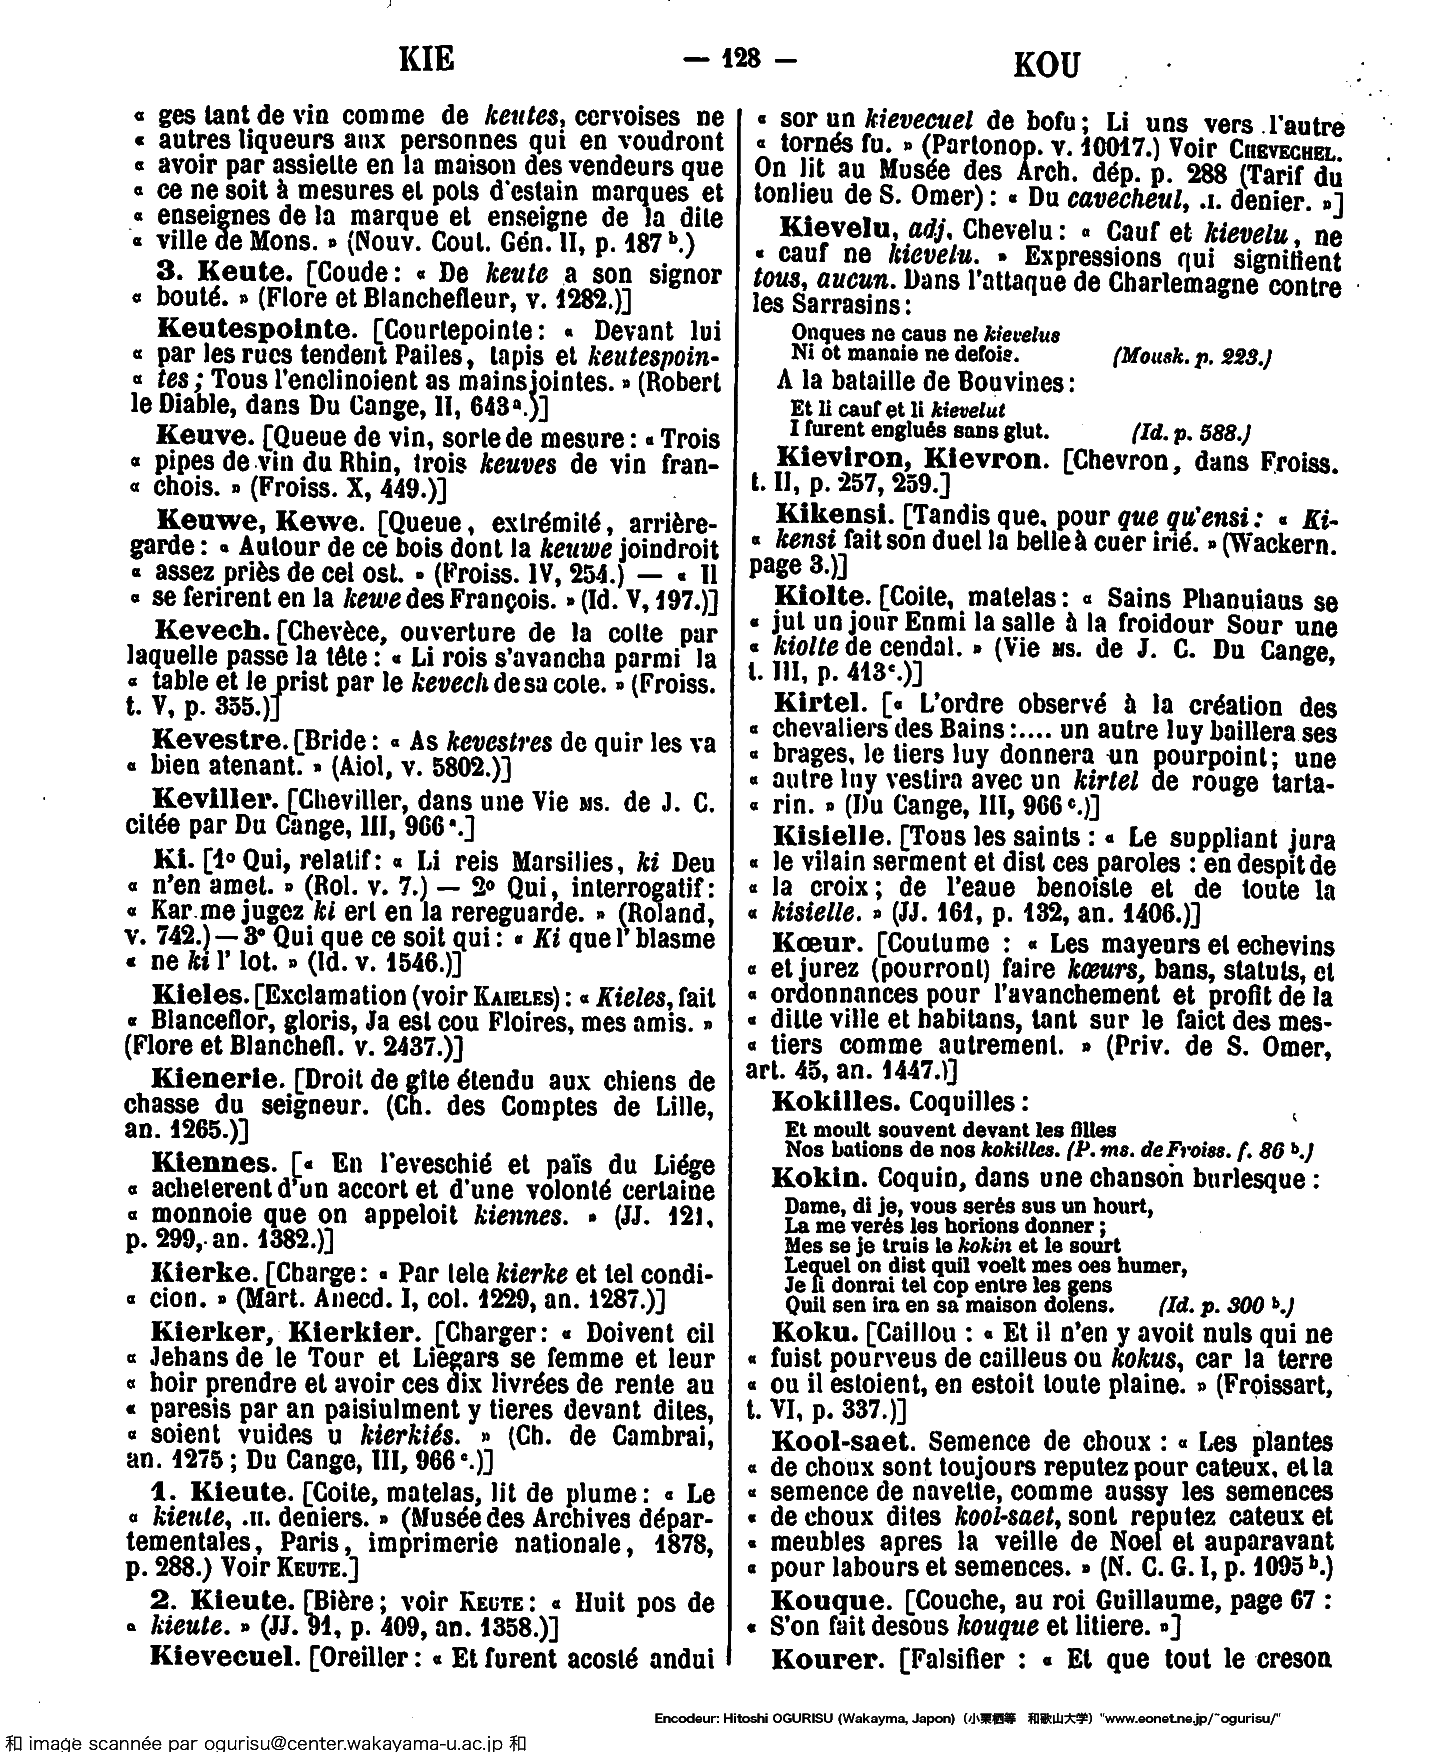 KIE
— 128 —
KOU
« ges tant de vin comme de keutes, cervoises ne
« autres liqueurs aux personnes qui en voudront
« avoir par assiette en la maison des vendeurs que
« ce ne soit à mesures et pots d'estain marques et
« enseignes de la marque et enseigne de la dite
« ville de Mons. » (Nouv. Cout. Gén. II, p. 187 b.)
3. Keute. [Coude : « De keute a son signor
« bouté. » (Flore et Blanchefleur, v. 1282.)]
Keutespointe. [Courtepointe : « Devant lui
« par les rues tendent Pailes, tapis et keutespoin-
« tes ; Tous l'enclinoient as mains jointes. » (Robert
le Diable, dans Du Cange, II, 643 a.)]
Keuve. [Queue de vin, sorte de mesure : « Trois
« pipes de vin du Rhin, trois keuves de vin fran-
« chois. » (Froiss. X, 449.)]
Keuwe, Kewe. [Queue, extrémité, arrière-
garde : « Autour de ce bois dont la keuwe joindroit
« assez priès de cel ost. » (Froiss. IV, 254.) — « Il
« se ferirent en la kewe des François. » (Id. V, 197.)]
Kevech. [Chevèce, ouverture de la cotte par
laquelle passe la tête : « Li rois s'avancha parmi la
« table et le prist par le kevech de sa cote. » (Froiss.
t. V, p. 355.)]
Kevestre. [Bride : « As kevestres de quir les va
« bien atenant. » (Aiol, v. 5802.)]
Keviller. [Cheviller, dans une Vie MS. de J. C.
citée par Du Cange, III, 966 a.]
Ki. [1º Qui, relatif : « Li reis Marsilies, ki Deu
« n'en amet. » (Rol. v. 7.) — 2º Qui, interrogatif :
« Kar me jugez ki ert en la rereguarde. » (Roland,
v. 742.) — 3º Qui que ce soit qui : « Ki que l' blasme
« ne ki l' lot. » (Id. v. 1546.)]
Kieles. [Exclamation (voir KAIELES) : « Kieles, fait
« Blanceflor, gloris, Ja est cou Floires, mes amis. »
(Flore et Blanchefl. v. 2437.)]
Kienerie. [Droit de gîte étendu aux chiens de
chasse du seigneur. (Ch. des Comptes de Lille,
an. 1265.)]
Kiennes. [« En l'eveschié et païs du Liége
« achelerent d'un accort et d'une volonté certaine
« monnoie que on appeloit kiennes. » (JJ. 121,
p. 299, an. 1382.)]
Kierke. [Charge : « Par tele kierke et tel condi-
« cion. » (Mart. Anecd. I, col. 1229, an. 1287.)]
Kierker, Kierkier. [Charger : « Doivent cil
« Jehans de le Tour et Liegars se femme et leur
« hoir prendre et avoir ces dix livrées de rente au
« paresis par an paisiulment y tieres devant dites,
« soient vuides u kierkiés. » (Ch. de Cambrai,
an. 1275 ; Du Cange, III, 966 c.)]
1. Kieute. [Coite, matelas, lit de plume : « Le
« kieute, .II. deniers. » (Musée des Archives dépar-
tementales, Paris, imprimerie nationale, 1878,
p. 288.) Voir KEUTE.]
2. Kieute. [Bière ; voir KEUTE : « Huit pos de
« kieute. » (JJ. 91, p. 409, an. 1358.)]
Kievecuel. [Oreiller : « Et furent acosté andui
« sor un kievecuel de bofu ; Li uns vers l'autre
« tornés fu. » (Partonop. v. 10017.) Voir CHEVECHEL.
On lit au Musée des Arch. dép. p. 288 (Tarif du
tonlieu de S. Omer) : « Du cavecheul, .I. denier. »]
Kievelu, adj. Chevelu : « Cauf et kievelu, ne
« cauf ne kievelu. » Expressions qui signifient
tous, aucun. Dans l'attaque de Charlemagne contre
les Sarrasins :
Onques ne caus ne kievelus
Ni ot manaie ne defois. (Mousk. p. 223.)
A la bataille de Bouvines :
Et li cauf et li kievelut
I furent englués sans glut. (Id. p. 588.)
Kieviron, Kievron. [Chevron, dans Froiss.
t. II, p. 257, 259.]
Kikensi. [Tandis que, pour que qu'ensi : « Ki-
« kensi fait son duel la belle à cuer irié. » (Wackern.
page 3.)]
Kiolte. [Coite, matelas : « Sains Phanuiaus se
« jut un jour Enmi la salle à la froidour Sour une
« kiolte de cendal. » (Vie MS. de J. C. Du Cange,
t. III, p. 413 c.)]
Kirtel. [« L'ordre observé à la création des
« chevaliers des Bains :.... un autre luy baillera ses
« brages, le tiers luy donnera un pourpoint ; une
« autre luy vestira avec un kirtel de rouge tarta-
« rin. » (Du Cange, III, 966 c.)]
Kisielle. [Tous les saints : « Le suppliant jura
« le vilain serment et dist ces paroles : en despit de
« la croix ; de l'eaue benoiste et de toute la
« kisielle. » (JJ. 161, p. 132, an. 1406.)]
Kœur. [Coutume : « Les mayeurs et echevins
« et jurez (pourront) faire kœurs, bans, statuts, et
« ordonnances pour l'avanchement et profit de la
« ditte ville et habitans, tant sur le faict des mes-
« tiers comme autrement. » (Priv. de S. Omer,
art. 45, an. 1447.)]
Kokilles. Coquilles :
Et moult souvent devant les filles
Nos bations de nos kokilles. (P. ms. de Froiss. f. 86 b.)
Kokin. Coquin, dans une chanson burlesque :
Dame, di je, vous serés sus un hourt,
La me verés les horions donner ;
Mes se je truis le kokin et le sourt
Lequel on dist quil voelt mes oes humer,
Je li donrai tel cop entre les gens
Quil sen ira en sa maison dolens. (Id. p. 300 b.)
Koku. [Caillou : « Et il n'en y avoit nuls qui ne
« fuist pourveus de cailleus ou kokus, car la terre
« ou il estoient, en estoit toute plaine. » (Froissart,
t. VI, p. 337.)]
Kool-saet. Semence de choux : « Les plantes
« de choux sont toujours reputez pour cateux, et la
« semence de navette, comme aussy les semences
« de choux dites kool-saet, sont reputez cateux et
« meubles apres la veille de Noel et auparavant
« pour labours et semences. » (N. C. G. I, p. 1095 b.)
Kouque. [Couche, au roi Guillaume, page 67 :
« S'on fait desous kouque et litiere. »]
Kourer. [Falsifier : « Et que tout le creson
Encodeur: Hitoshi OGURISU (Wakayma, Japon) (小栗栖等 和歌山大学) "www.eonet.ne.jp/~ogurisu/"
和 image scannée par ogurisu@center.wakayama-u.ac.jp 和